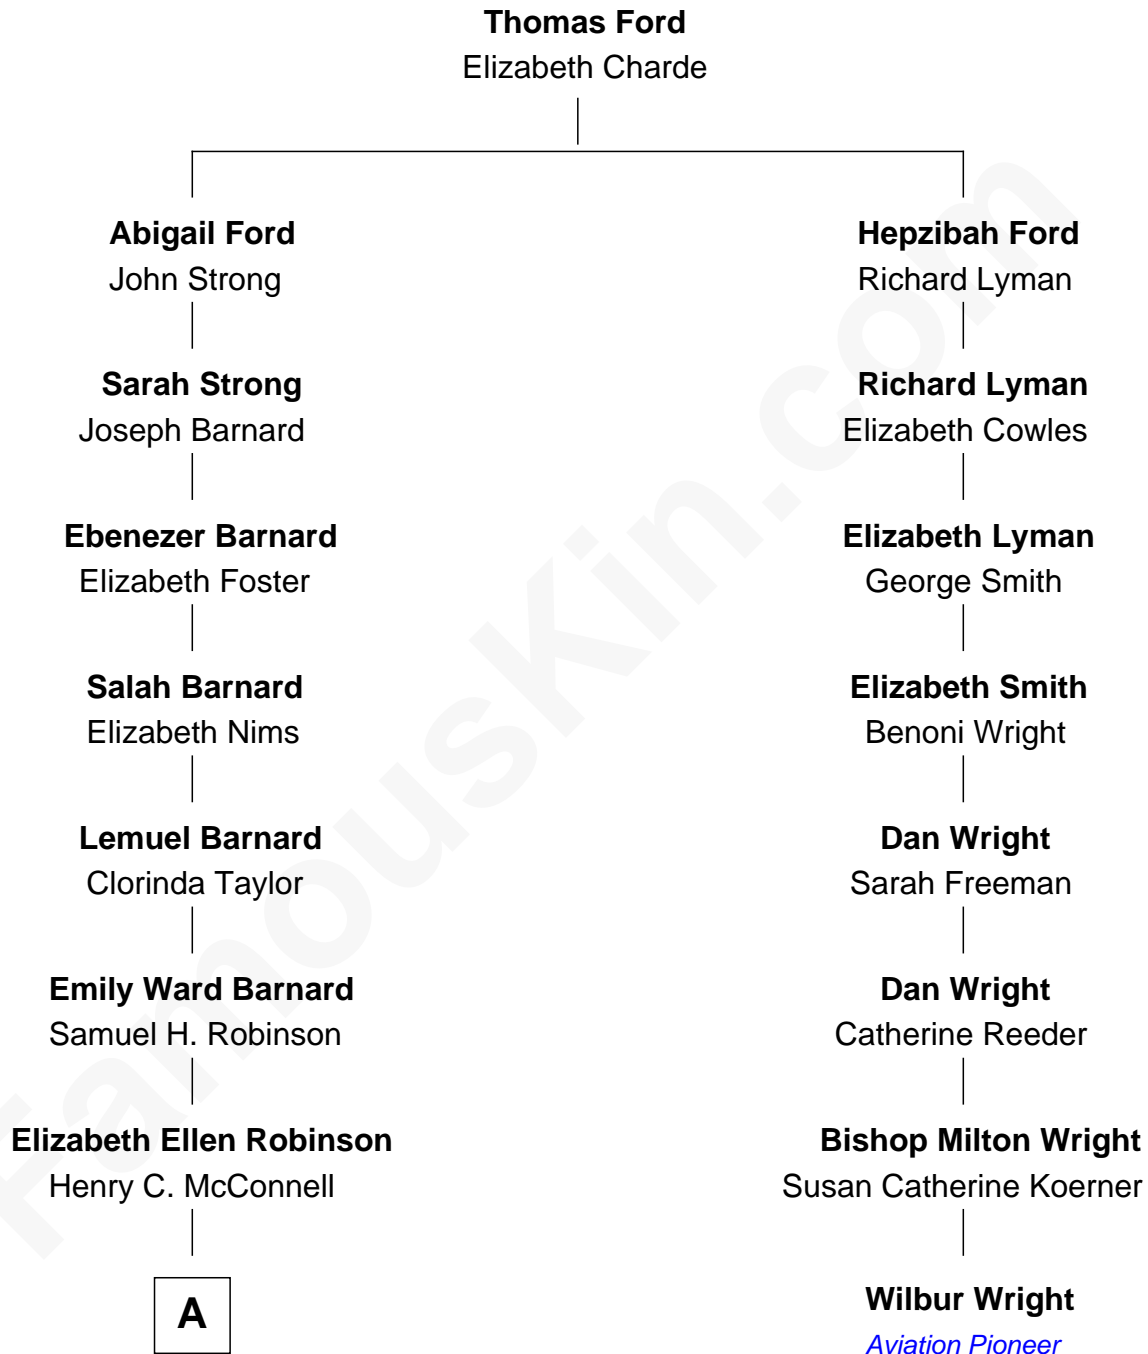 Thomas Ford
Elizabeth Charde
Abigail Ford
John Strong
Hepzibah Ford
Richard Lyman
Sarah Strong
Joseph Barnard
Richard Lyman
Elizabeth Cowles
Ebenezer Barnard
Elizabeth Foster
Elizabeth Lyman
George Smith
Salah Barnard
Elizabeth Nims
Elizabeth Smith
Benoni Wright
Lemuel Barnard
Clorinda Taylor
Dan Wright
Sarah Freeman
Emily Ward Barnard
Samuel H. Robinson
Dan Wright
Catherine Reeder
Elizabeth Ellen Robinson
Henry C. McConnell
Bishop Milton Wright
Susan Catherine Koerner
A
Wilbur Wright
Aviation Pioneer
FamousKin.com